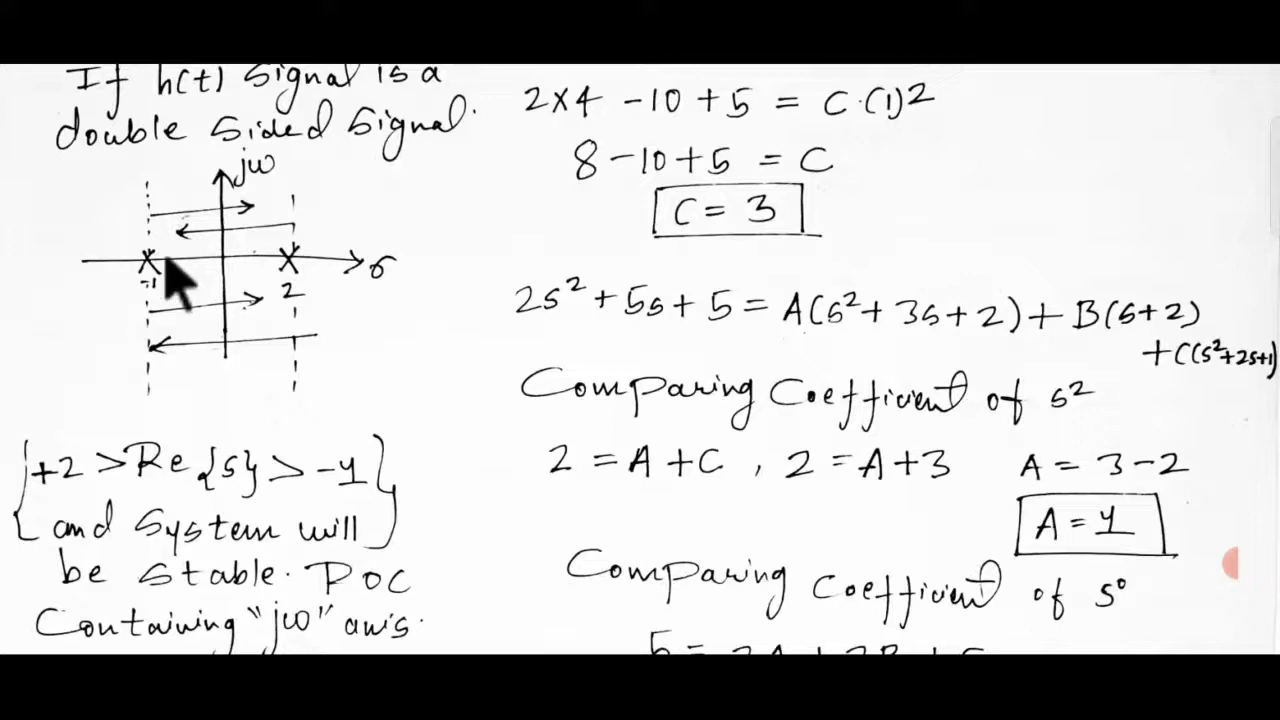 If h(t) Signal is a
double sided Signal.
jω
σ
-1
2
{+2 > Re{s} > -1}
and System will
be stable. ROC
Containing "jω" axis.
2×4 -10 + 5 = C·(1)2
8 -10 + 5 = C
C = 3
2s² + 5s + 5 = A(s² + 3s + 2) + B(s + 2)
+ C(s²+2s+1)
Comparing Coefficient of s²
2 = A + C , 2 = A + 3 A = 3 - 2
A = 1
Comparing Coefficient of s⁰